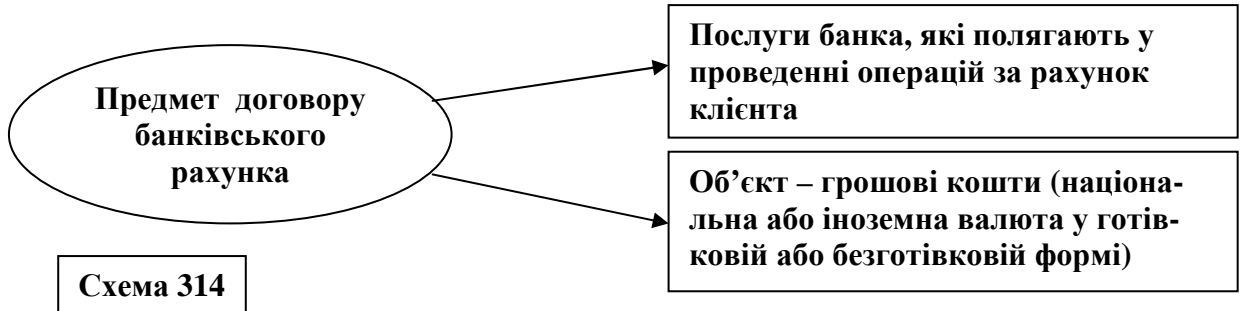 Предмет договору
банківського
рахунка
Послуги банка, які полягають у
проведенні операцій за рахунок
клієнта
Об’єкт – грошові кошти (націона-
льна або іноземна валюта у готів-
ковій або безготівковій формі)
Схема 314